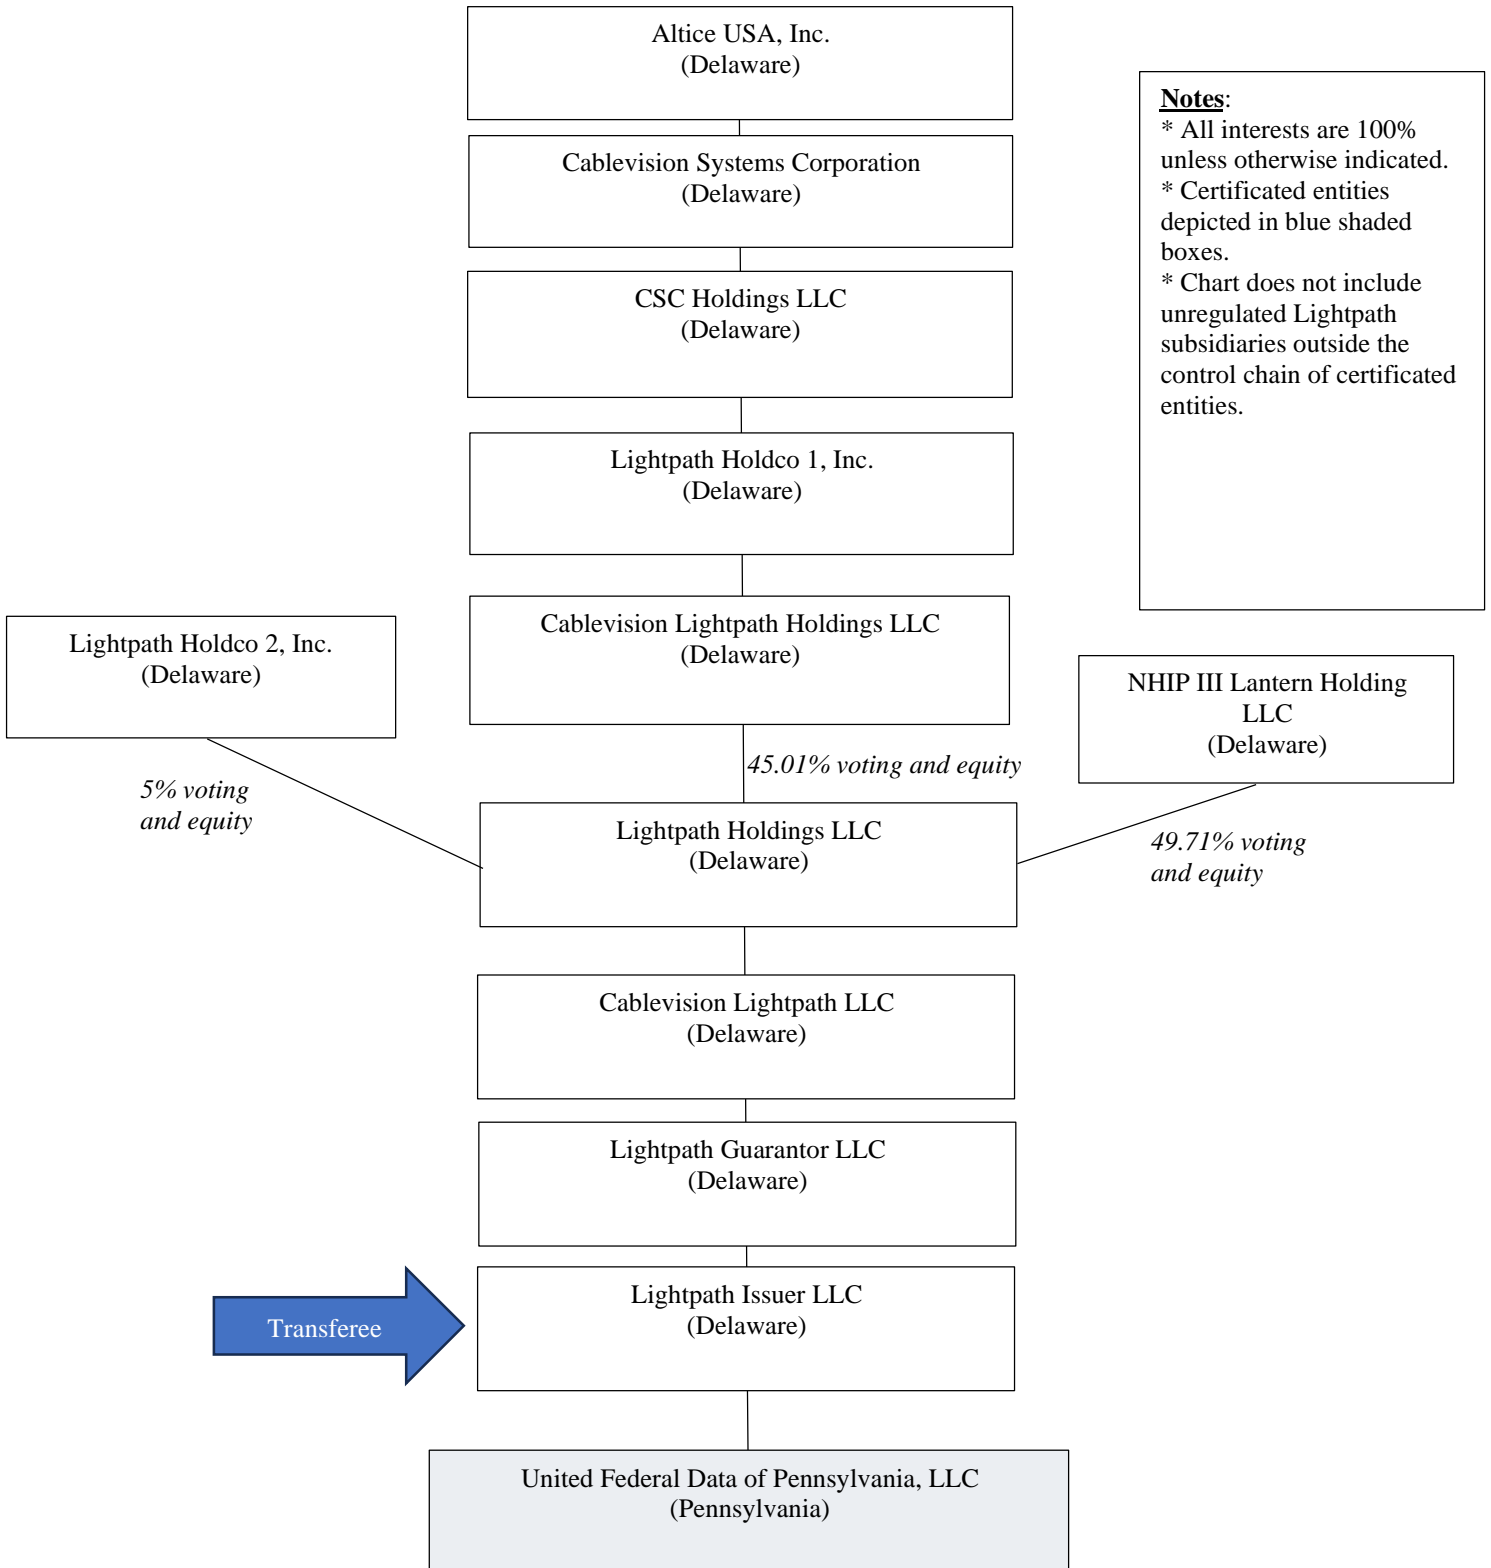 Altice USA, Inc.
(Delaware)
Notes:
* All interests are 100%
unless otherwise indicated.
* Certificated entities
depicted in blue shaded
boxes.
* Chart does not include
unregulated Lightpath
subsidiaries outside the
control chain of certificated
entities.
Cablevision Systems Corporation
(Delaware)
CSC Holdings LLC
(Delaware)
Lightpath Holdco 1, Inc.
(Delaware)
Lightpath Holdco 2, Inc.
(Delaware)
Cablevision Lightpath Holdings LLC
(Delaware)
NHIP III Lantern Holding
LLC
(Delaware)
5% voting
and equity
45.01% voting and equity
49.71% voting
and equity
Lightpath Holdings LLC
(Delaware)
Cablevision Lightpath LLC
(Delaware)
Lightpath Guarantor LLC
(Delaware)
Transferee
Lightpath Issuer LLC
(Delaware)
United Federal Data of Pennsylvania, LLC
(Pennsylvania)